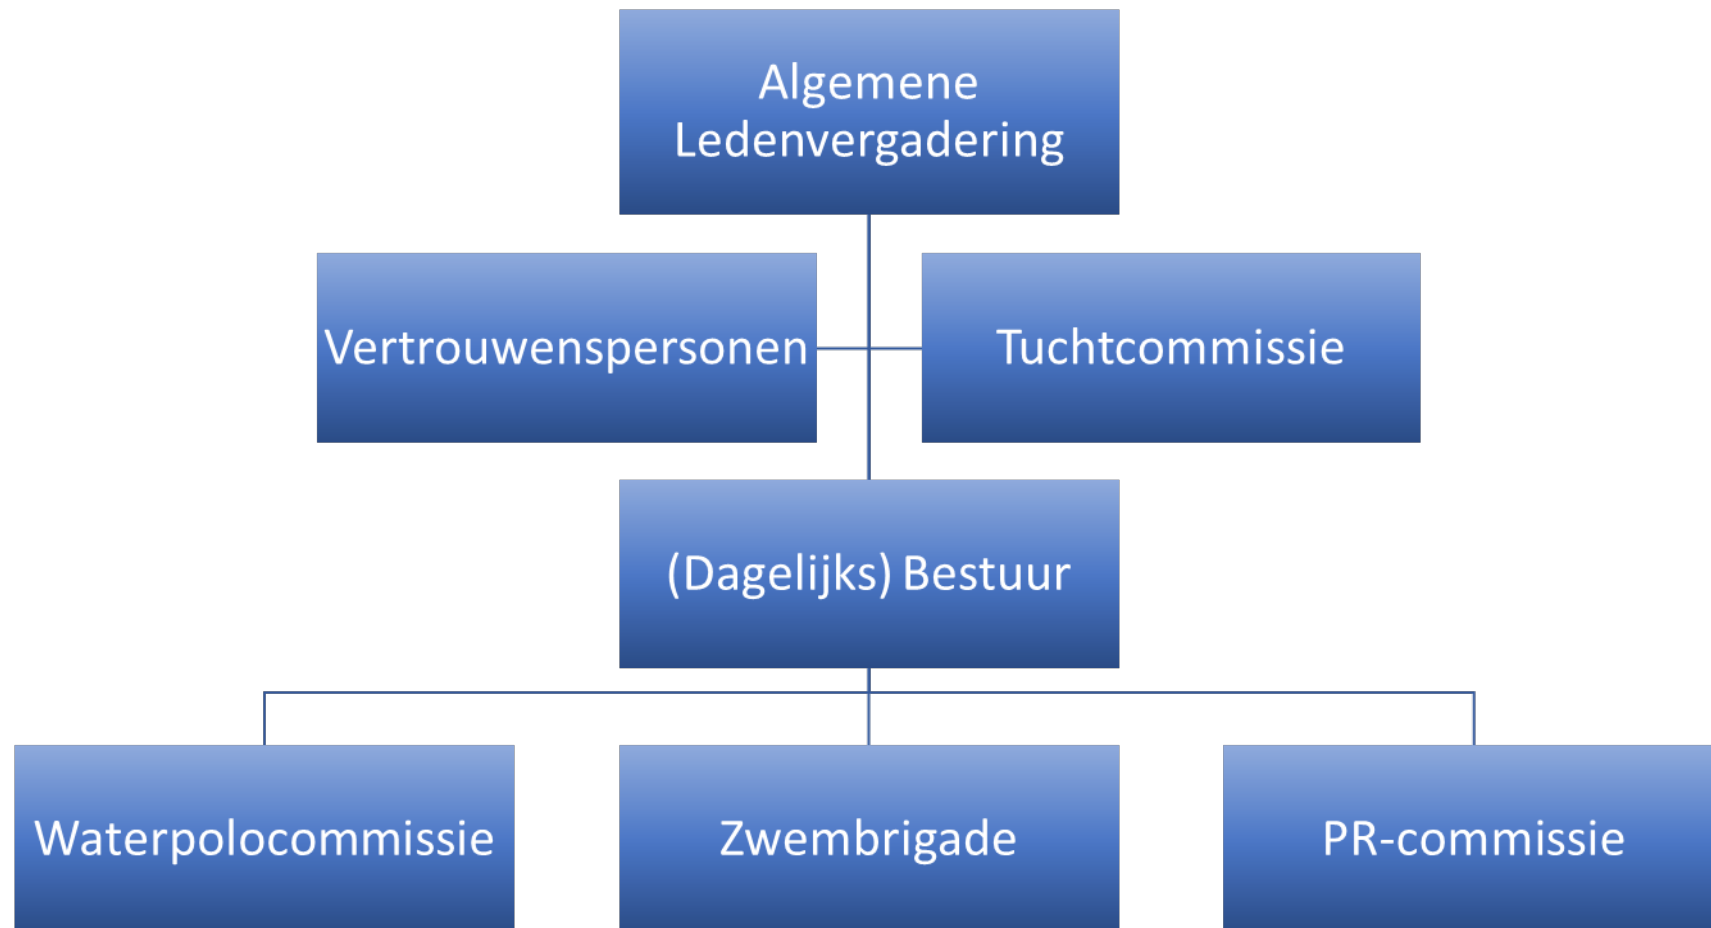 Algemene
Ledenvergadering
Vertrouwenspersonen
Tuchtcommissie
(Dagelijks) Bestuur
Waterpolocommissie
Zwembrigade
PR-commissie